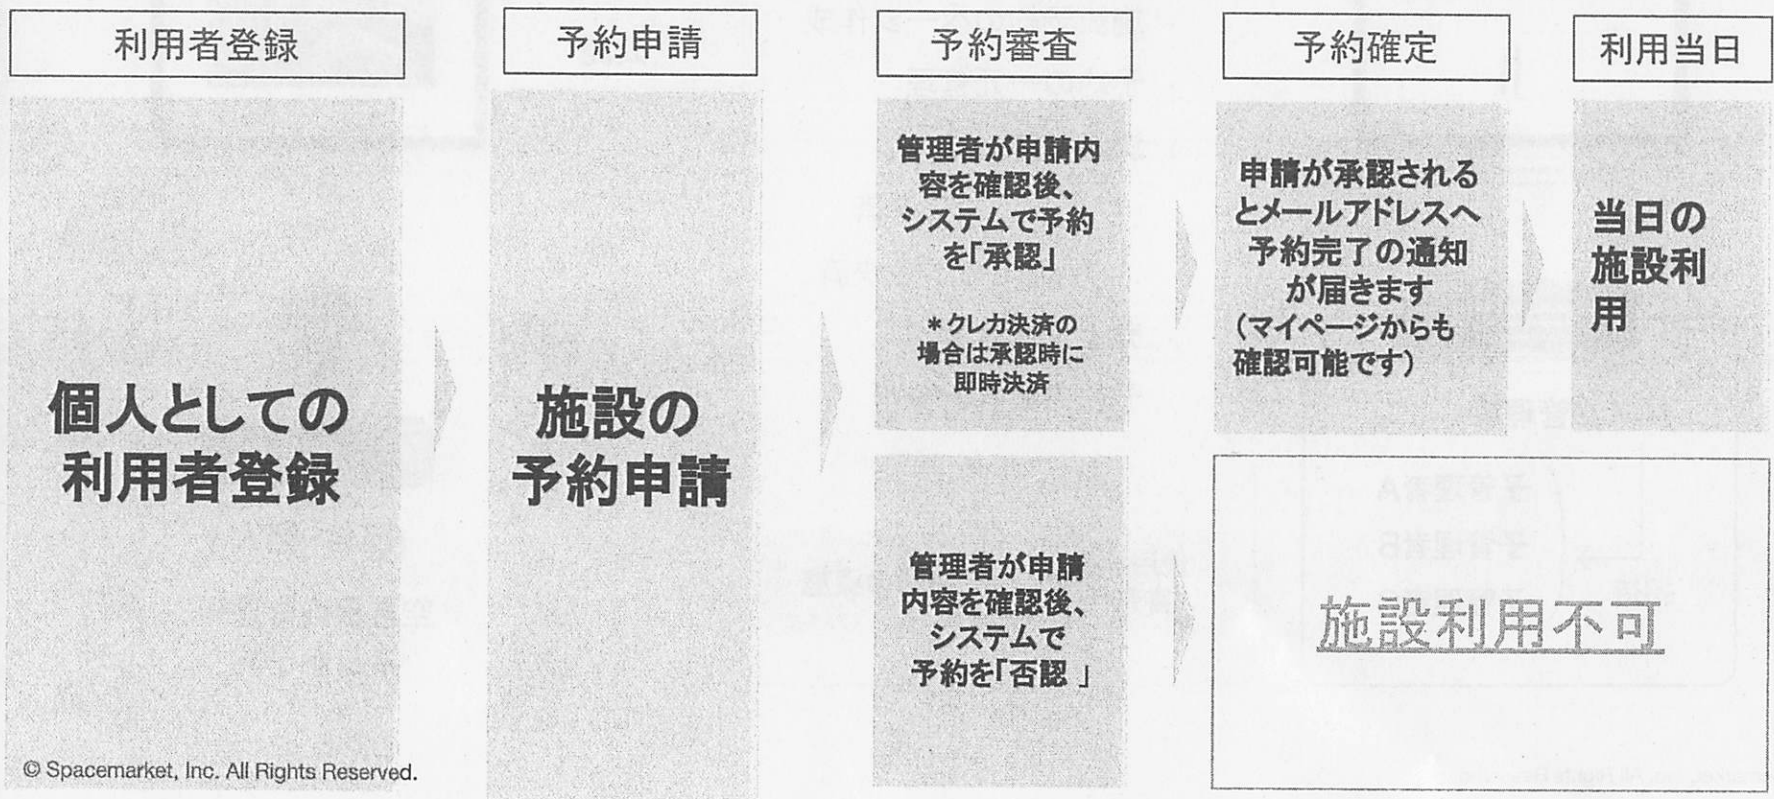 利用者登録
予約申請
予約審査
予約確定
利用当日
個人としての
利用者登録
施設の
予約申請
管理者が申請内
容を確認後、
システムで予約
を「承認」
＊クレカ決済の
場合は承認時に
即時決済
申請が承認される
とメールアドレスへ
予約完了の通知
が届きます
（マイページからも
確認可能です）
当日の
施設利
用
管理者が申請
内容を確認後、
システムで
予約を「否認 」
施設利用不可
© Spacemarket, Inc. All Rights Reserved.